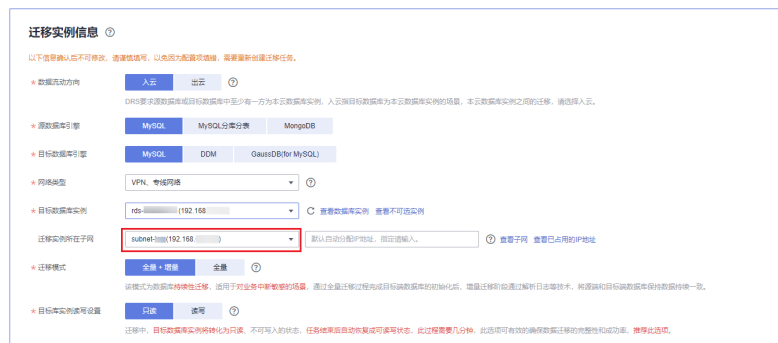 迁移实例信息
以下信息确认后不可修改，请谨慎填写，以免因为配置项填错，需要重新创建迁移任务。
* 数据流动方向 入云 出云
DRS要求源数据库或目标数据库中至少有一方为本云数据库实例，入云指目标数据库为本云数据库实例的场景，本云数据库实例之间的迁移，请选择入云。
* 源数据库引擎 MySQL MySQL分库分表 MongoDB
* 目标数据库引擎 MySQL DDM GaussDB(for MySQL)
* 网络类型 VPN、专线网络
* 目标数据库实例 rds- (192.168 查看数据库实例 查看不可选实例
迁移实例所在子网 subnet- (192.168. ) 默认自动分配IP地址，指定请输入。 查看子网 查看已占用的IP地址
* 迁移模式 全量 + 增量 全量
该模式为数据库持续性迁移，适用于对业务中断敏感的场景，通过全量迁移过程完成目标端数据库的初始化后，增量迁移阶段通过解析日志等技术，将源端和目标端数据库保持数据持续一致。
* 目标库实例读写设置 只读 读写
迁移中，目标数据库实例将转化为只读、不可写入的状态，任务结束后自动恢复成可读写状态，此过程需要几分钟，此选项可有效的确保数据迁移的完整性和成功率，推荐此选项。